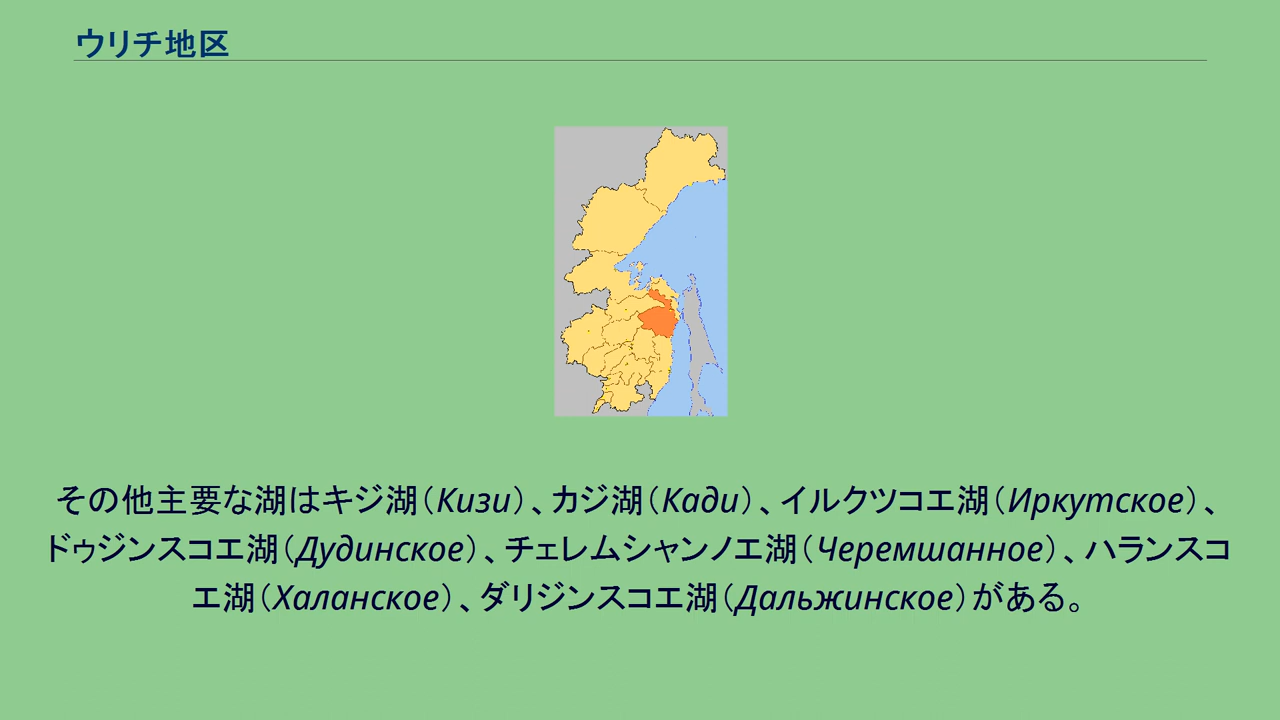 ウリチ地区
その他主要な湖はキジ湖（Кизи）、カジ湖（Кади）、イルクツコエ湖（Иркутское）、
ドゥジンスコエ湖（Дудинское）、チェレムシャンノエ湖（Черемшанное）、ハランスコ
エ湖（Халанское）、ダリジンスコエ湖（Дальжинское）がある。